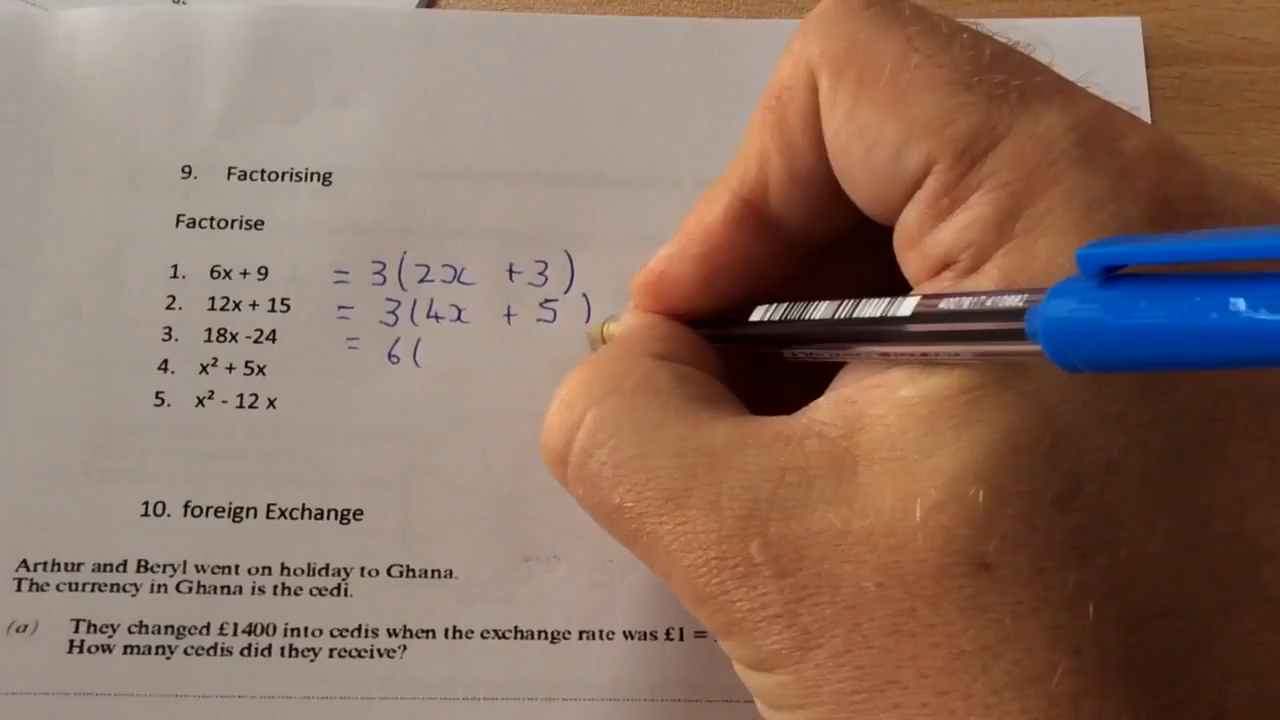 9. Factorising
Factorise
1. 6x + 9 = 3(2x + 3)
2. 12x + 15 = 3(4x + 5)
3. 18x -24 = 6(
4. x² + 5x
5. x² - 12 x
10. foreign Exchange
Arthur and Beryl went on holiday to Ghana.
The currency in Ghana is the cedi.
(a) They changed £1400 into cedis when the exchange rate was £1 =
How many cedis did they receive?